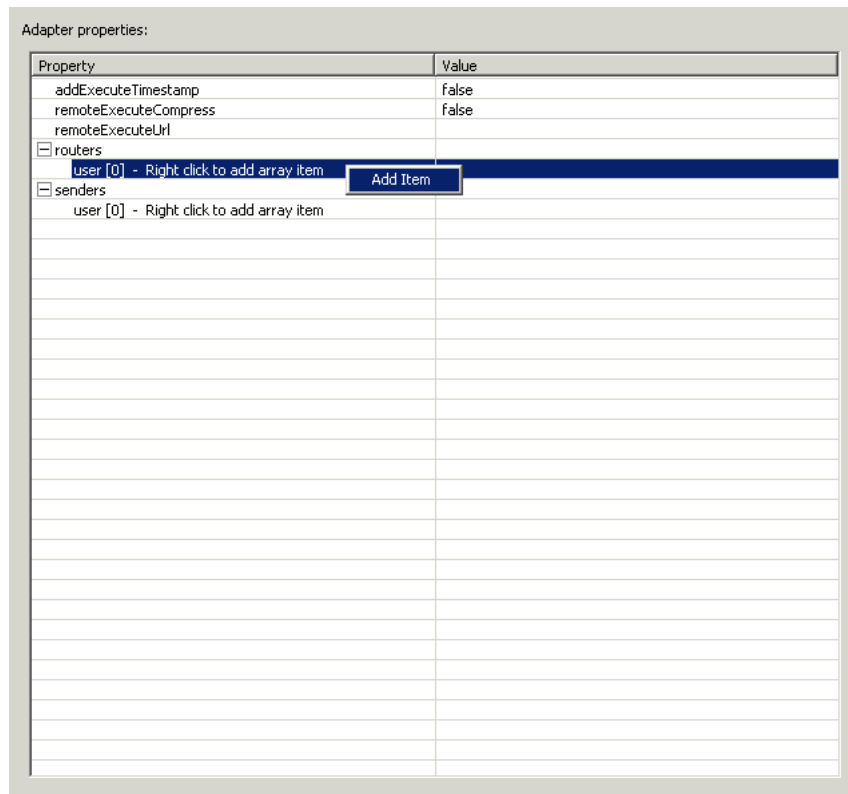 Adapter properties:
Property Value
addExecuteTimestamp false
remoteExecuteCompress false
remoteExecuteUrl
routers
user [0] - Right click to add array item
Add Item
senders
user [0] - Right click to add array item